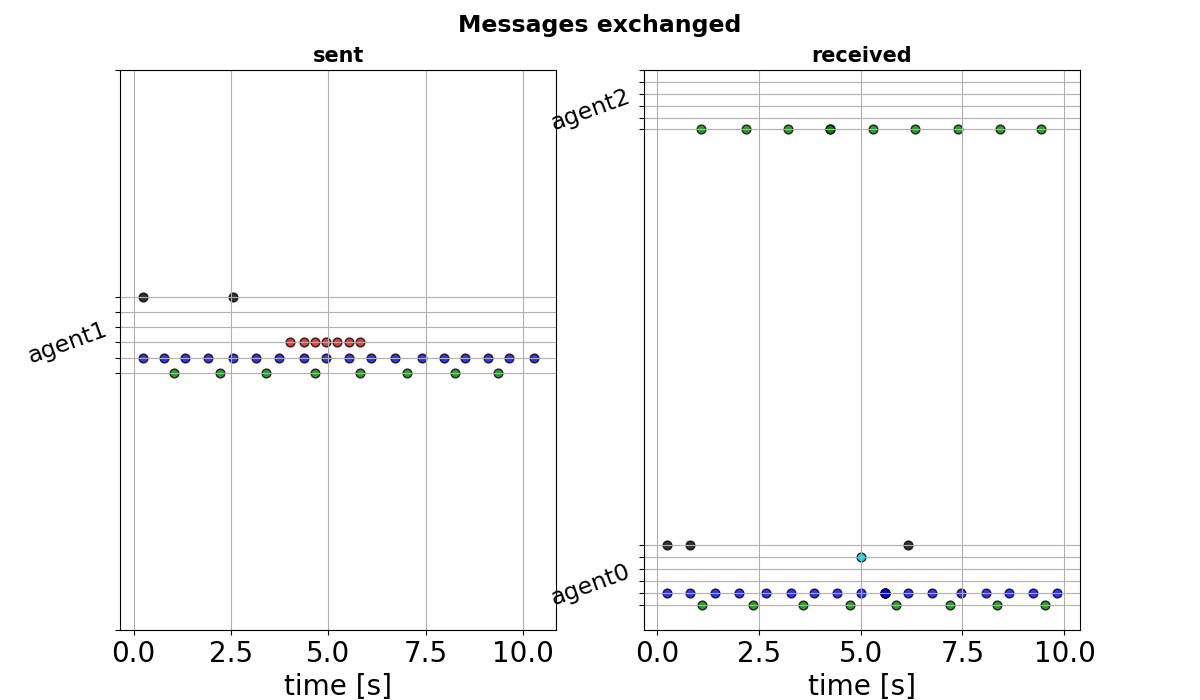 Messages exchanged
sent
received
agent1
agent2
agent0
0.0 2.5 5.0 7.5 10.0
0.0 2.5 5.0 7.5 10.0
time [s]
time [s]